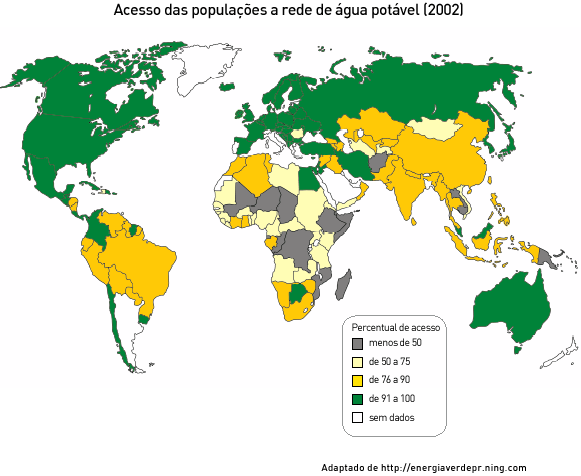 Acesso das populações a rede de água potável (2002)
Percentual de acesso
menos de 50
de 50 a 75
de 76 a 90
de 91 a 100
sem dados
Adaptado de http://energiaverdepr.ning.com